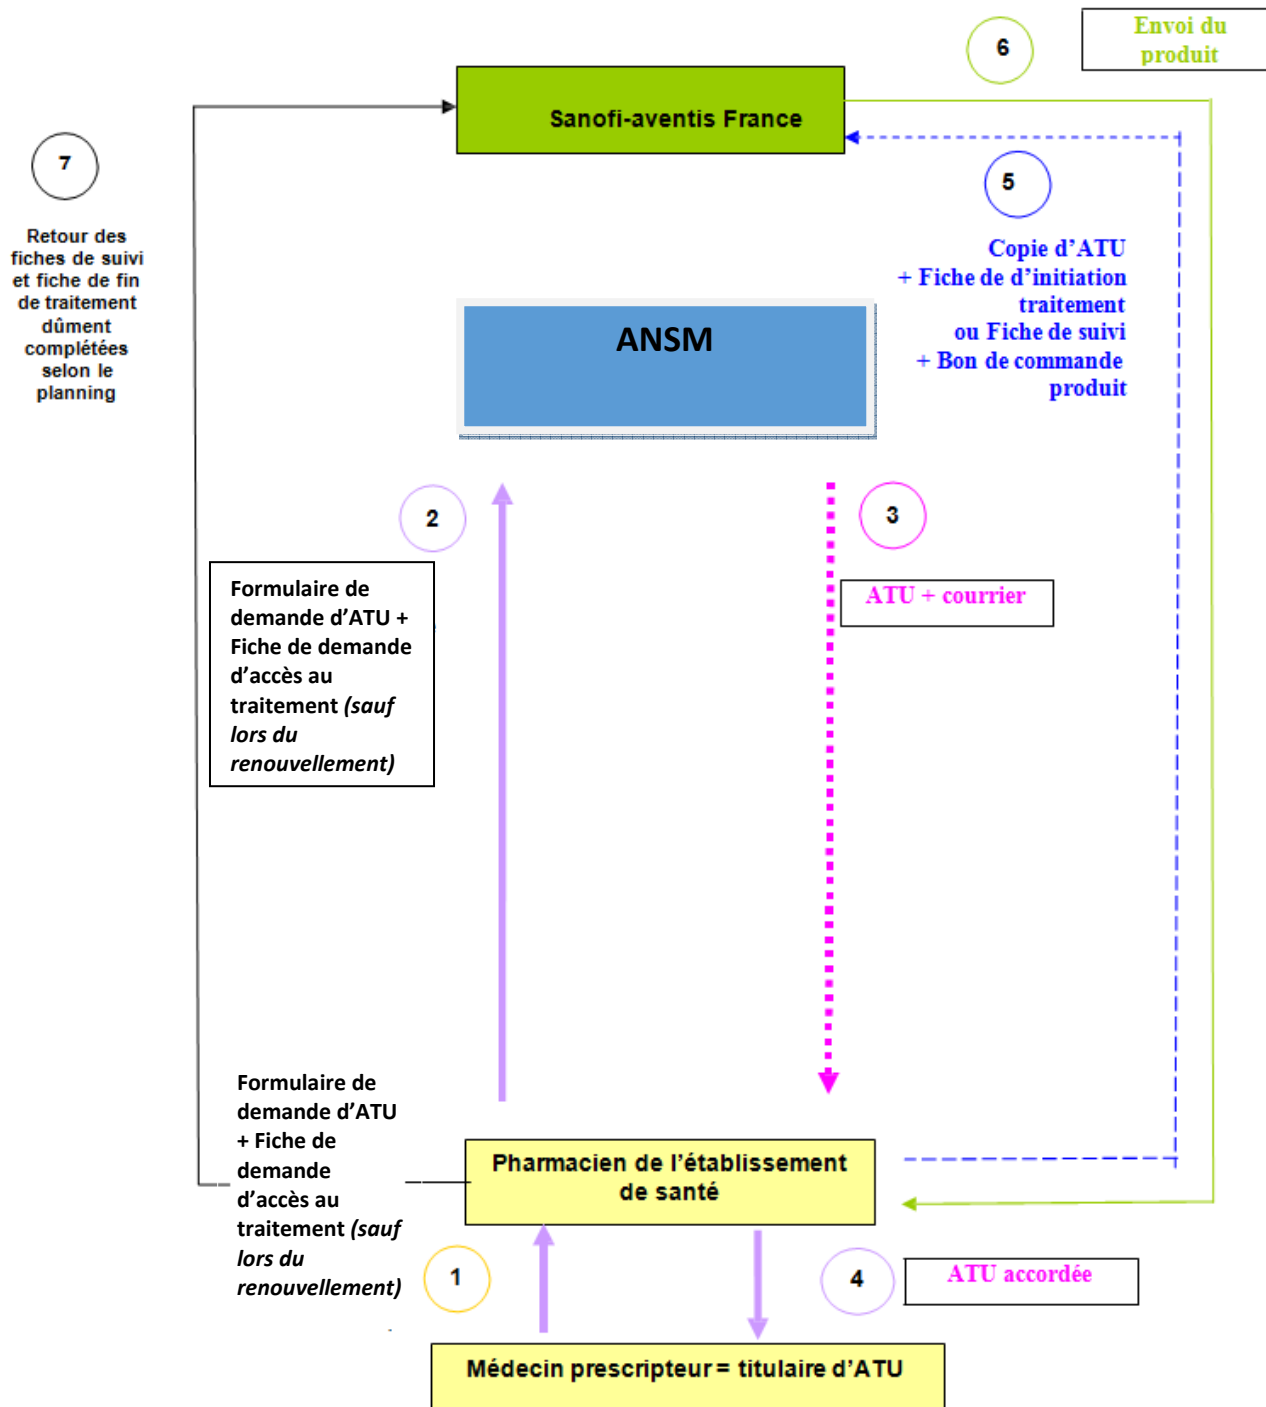 6
Envoi du
produit
Sanofi-aventis France
7
Retour des
fiches de suivi
et fiche de fin
de traitement
dûment
complétées
selon le
planning
5
Copie d’ATU
+ Fiche de d’initiation
traitement
ou Fiche de suivi
+ Bon de commande
produit
ANSM
2
3
Formulaire de
demande d’ATU +
Fiche de demande
d’accès au
traitement (sauf
lors du
renouvellement)
ATU + courrier
Formulaire de
demande d’ATU
+ Fiche de
demande
d’accès au
traitement (sauf
lors du
renouvellement)
Pharmacien de l’établissement
de santé
1
4
ATU accordée
Médecin prescripteur = titulaire d’ATU